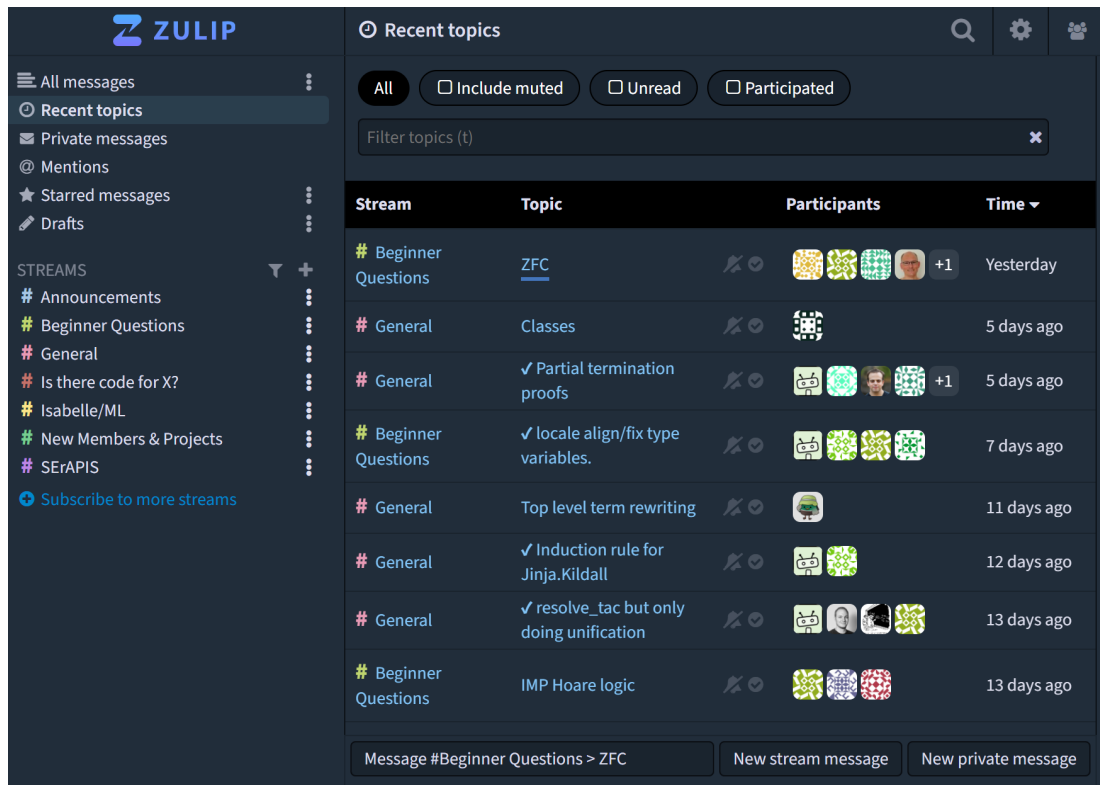 ZULIP
All messages
Recent topics
Private messages
@ Mentions
Starred messages
Drafts
STREAMS
# Announcements
# Beginner Questions
# General
# Is there code for X?
# Isabelle/ML
# New Members & Projects
# SErAPIS
Subscribe to more streams
Recent topics
All
Include muted
Unread
Participated
Filter topics (t)
Stream Topic Participants Time
# Beginner Questions
ZFC
+1
Yesterday
# General
Classes
5 days ago
# General
✓ Partial termination
proofs
+1
5 days ago
# Beginner
Questions
✓ locale align/fix type
variables.
7 days ago
# General
Top level term rewriting
11 days ago
# General
✓ Induction rule for
Jinja.Kildall
12 days ago
# General
✓ resolve_tac but only
doing unification
13 days ago
# Beginner
Questions
IMP Hoare logic
13 days ago
Message #Beginner Questions > ZFC
New stream message
New private message